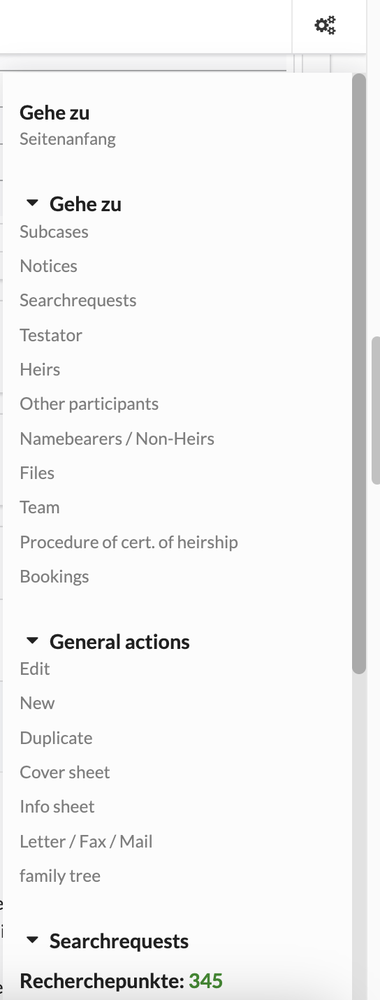 Gehe zu
Seitenanfang
Gehe zu
Subcases
Notices
Searchrequests
Testator
Heirs
Other participants
Namebearers / Non-Heirs
Files
Team
Procedure of cert. of heirship
Bookings
General actions
Edit
New
Duplicate
Cover sheet
Info sheet
Letter / Fax / Mail
family tree
Searchrequests
Recherchepunkte: 345